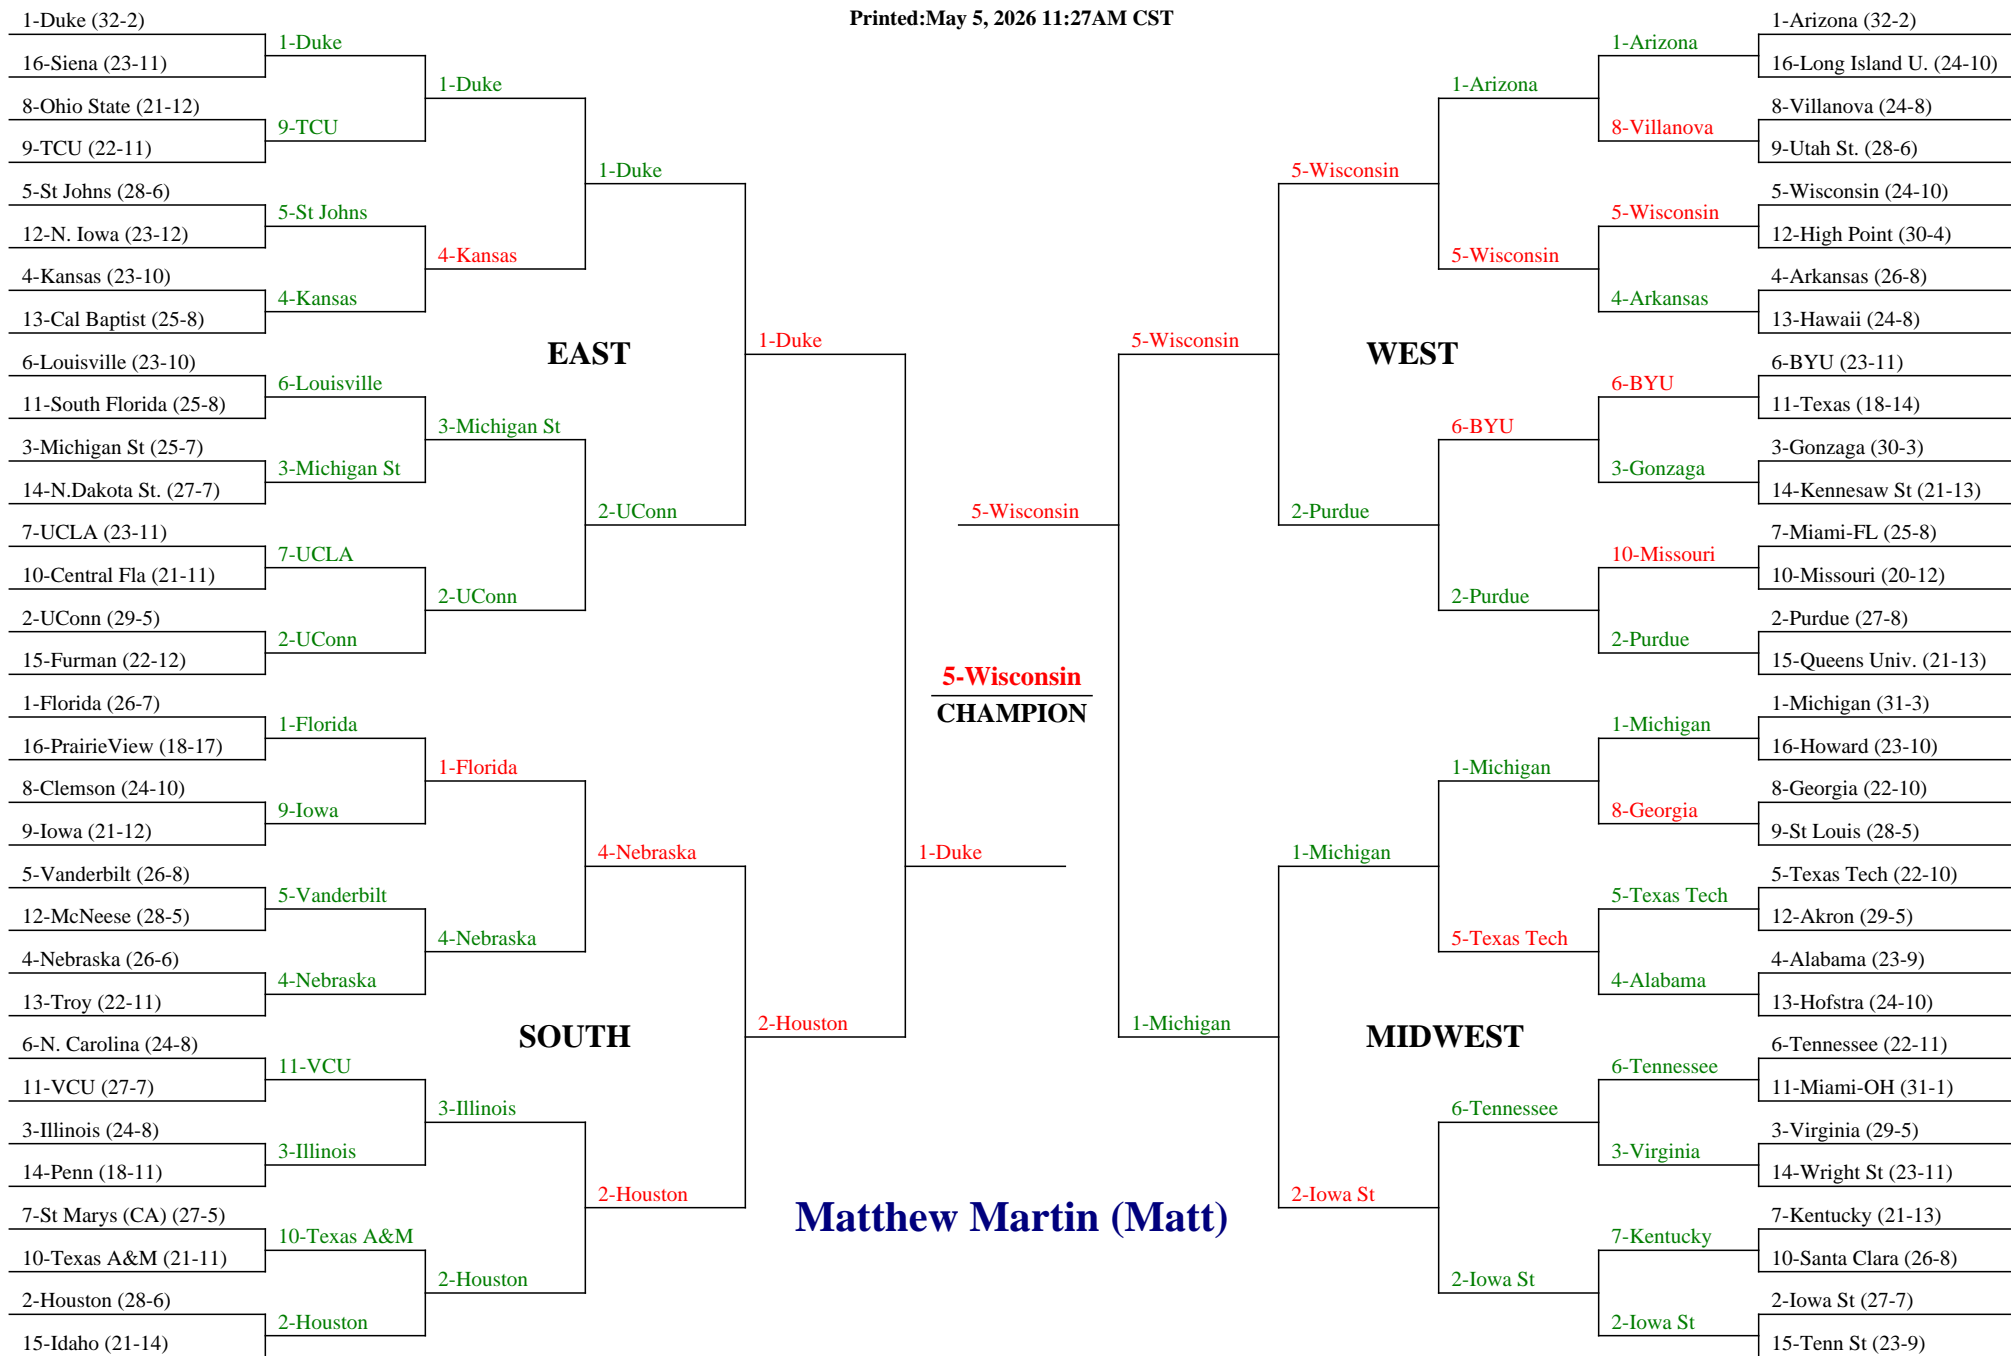 Printed:May 5, 2026 11:27AM CST
1-Duke (32-2)
16-Siena (23-11)
8-Ohio State (21-12)
9-TCU (22-11)
5-St Johns (28-6)
12-N. Iowa (23-12)
4-Kansas (23-10)
13-Cal Baptist (25-8)
6-Louisville (23-10)
11-South Florida (25-8)
3-Michigan St (25-7)
14-N.Dakota St. (27-7)
7-UCLA (23-11)
10-Central Fla (21-11)
2-UConn (29-5)
15-Furman (22-12)
1-Florida (26-7)
16-PrairieView (18-17)
8-Clemson (24-10)
9-Iowa (21-12)
5-Vanderbilt (26-8)
12-McNeese (28-5)
4-Nebraska (26-6)
13-Troy (22-11)
6-N. Carolina (24-8)
11-VCU (27-7)
3-Illinois (24-8)
14-Penn (18-11)
7-St Marys (CA) (27-5)
10-Texas A&M (21-11)
2-Houston (28-6)
15-Idaho (21-14)
1-Duke
9-TCU
5-St Johns
4-Kansas
6-Louisville
3-Michigan St
7-UCLA
2-UConn
1-Florida
9-Iowa
5-Vanderbilt
4-Nebraska
11-VCU
3-Illinois
10-Texas A&M
2-Houston
1-Duke
4-Kansas
3-Michigan St
2-UConn
1-Florida
4-Nebraska
3-Illinois
2-Houston
1-Duke
2-UConn
4-Nebraska
2-Houston
EAST
SOUTH
1-Duke
2-Houston
1-Duke
5-Wisconsin
5-Wisconsin
CHAMPION
Matthew Martin (Matt)
5-Wisconsin
1-Michigan
WEST
MIDWEST
5-Wisconsin
2-Purdue
1-Michigan
2-Iowa St
1-Arizona
5-Wisconsin
6-BYU
2-Purdue
1-Michigan
5-Texas Tech
6-Tennessee
2-Iowa St
1-Arizona
8-Villanova
5-Wisconsin
4-Arkansas
6-BYU
3-Gonzaga
10-Missouri
2-Purdue
1-Michigan
8-Georgia
5-Texas Tech
4-Alabama
6-Tennessee
3-Virginia
7-Kentucky
2-Iowa St
1-Arizona (32-2)
16-Long Island U. (24-10)
8-Villanova (24-8)
9-Utah St. (28-6)
5-Wisconsin (24-10)
12-High Point (30-4)
4-Arkansas (26-8)
13-Hawaii (24-8)
6-BYU (23-11)
11-Texas (18-14)
3-Gonzaga (30-3)
14-Kennesaw St (21-13)
7-Miami-FL (25-8)
10-Missouri (20-12)
2-Purdue (27-8)
15-Queens Univ. (21-13)
1-Michigan (31-3)
16-Howard (23-10)
8-Georgia (22-10)
9-St Louis (28-5)
5-Texas Tech (22-10)
12-Akron (29-5)
4-Alabama (23-9)
13-Hofstra (24-10)
6-Tennessee (22-11)
11-Miami-OH (31-1)
3-Virginia (29-5)
14-Wright St (23-11)
7-Kentucky (21-13)
10-Santa Clara (26-8)
2-Iowa St (27-7)
15-Tenn St (23-9)